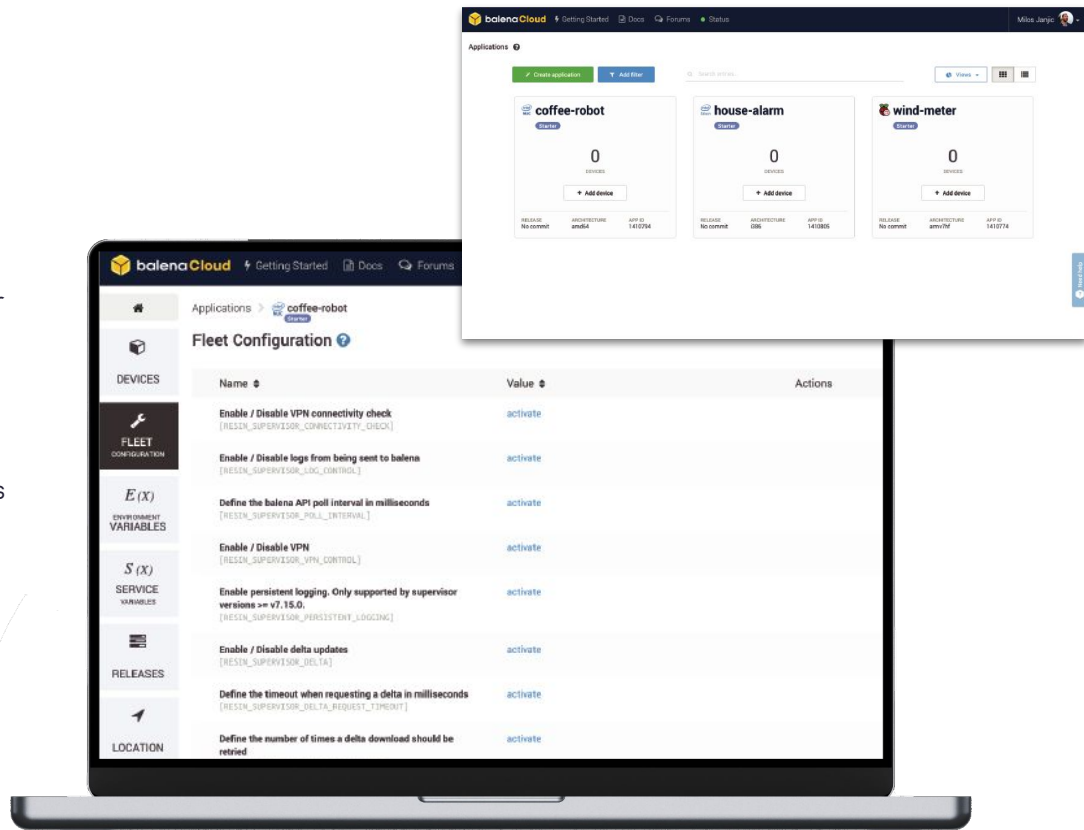 balenaCloud Getting Started Docs Forums Status Milos Janjic
Applications
Create application Add filter Search entries... Views
coffee-robot
Starter
0
DEVICES
+ Add device
RELEASE ARCHITECTURE APP ID
No commit amd64 1410794
house-alarm
Starter
0
DEVICES
+ Add device
RELEASE ARCHITECTURE APP ID
No commit i386 1410805
wind-meter
Starter
0
DEVICES
+ Add device
RELEASE ARCHITECTURE APP ID
No commit armv7hf 1410774
Need help
balenaCloud Getting Started Docs Forums
Applications > coffee-robot
Starter
Fleet Configuration
DEVICES
FLEET
CONFIGURATION
E (X)
ENVIRONMENT
VARIABLES
S (X)
SERVICE
VARIABLES
RELEASES
LOCATION
Name Value Actions
Enable / Disable VPN connectivity check activate
[RESIN_SUPERVISOR_CONNECTIVITY_CHECK]
Enable / Disable logs from being sent to balena activate
[RESIN_SUPERVISOR_LOG_CONTROL]
Define the balena API poll interval in milliseconds activate
[RESIN_SUPERVISOR_POLL_INTERVAL]
Enable / Disable VPN activate
[RESIN_SUPERVISOR_VPN_CONTROL]
Enable persistent logging. Only supported by supervisor activate
versions >= v7.15.0.
[RESIN_SUPERVISOR_PERSISTENT_LOGGING]
Enable / Disable delta updates activate
[RESIN_SUPERVISOR_DELTA]
Define the timeout when requesting a delta in milliseconds activate
[RESIN_SUPERVISOR_DELTA_REQUEST_TIMEOUT]
Define the number of times a delta download should be activate
retried